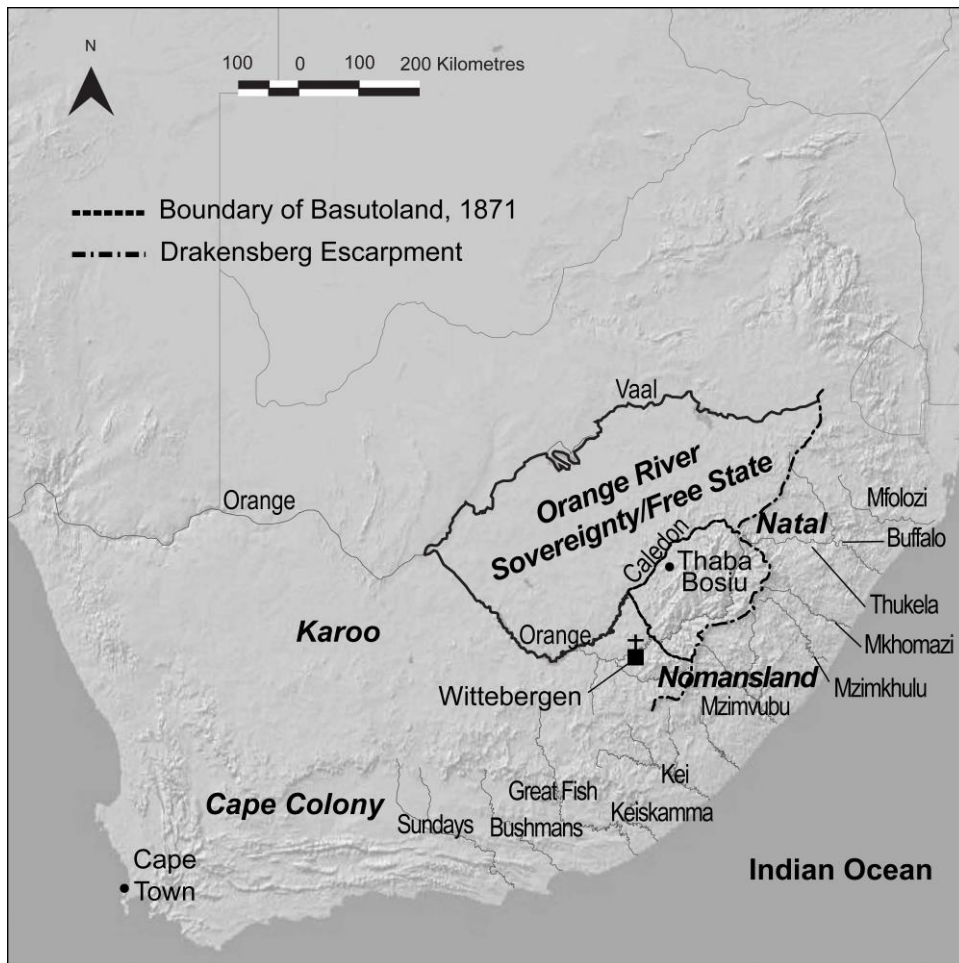 N
100 0 100 200 Kilometres
Boundary of Basutoland, 1871
Drakensberg Escarpment
Vaal
Orange
Orange River
Sovereignty/Free State
Mfolozi
Natal
Buffalo
Caledon
Thaba
Bosiu
Thukela
Karoo
Orange
Mkhomazi
Nomansland
Mzimkhulu
Wittebergen
Mzimvubu
Kei
Great Fish
Cape Colony
Keiskamma
Sundays
Bushmans
Cape
Town
Indian Ocean